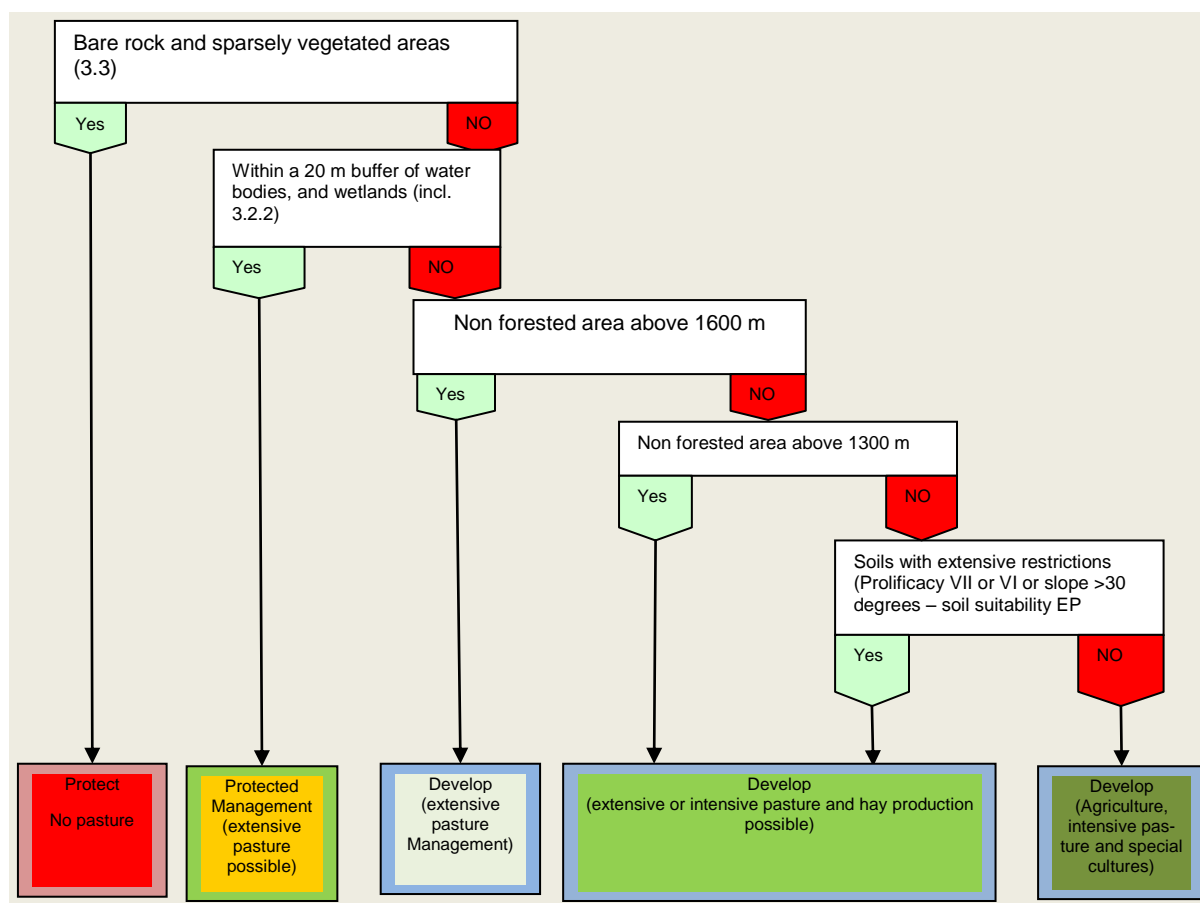 Bare rock and sparsely vegetated areas
(3.3)
Yes
NO
Within a 20 m buffer of water
bodies, and wetlands (incl.
3.2.2)
Yes
NO
Non forested area above 1600 m
Yes
NO
Non forested area above 1300 m
Yes
NO
Soils with extensive restrictions
(Prolificacy VII or VI or slope >30
degrees – soil suitability EP
Yes
NO
Protect
No pasture
Protected
Management
(extensive
pasture
possible)
Develop
(extensive
pasture
Management)
Develop
(extensive or intensive pasture and hay production
possible)
Develop
(Agriculture,
intensive pas-
ture and special
cultures)